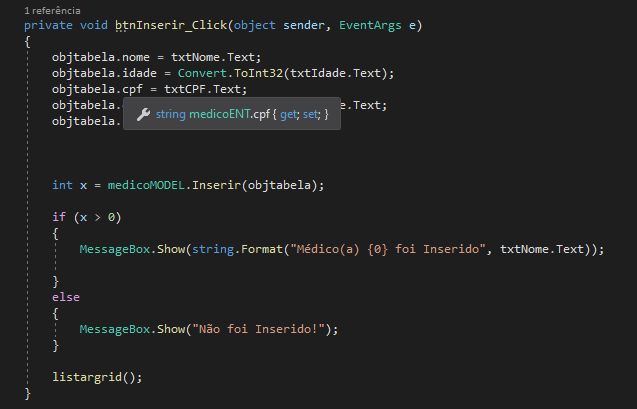 1 referência
private void btnInserir_Click(object sender, EventArgs e)
{
objtabela.nome = txtNome.Text;
objtabela.idade = Convert.ToInt32(txtIdade.Text);
objtabela.cpf = txtCPF.Text;
objtabela. e.Text;
string medicoENT.cpf { get; set; }
objtabela.
int x = medicoMODEL.Inserir(objtabela);
if (x > 0)
{
MessageBox.Show(string.Format("Médico(a) {0} foi Inserido", txtNome.Text));
}
else
{
MessageBox.Show("Não foi Inserido!");
}
listargrid();
}